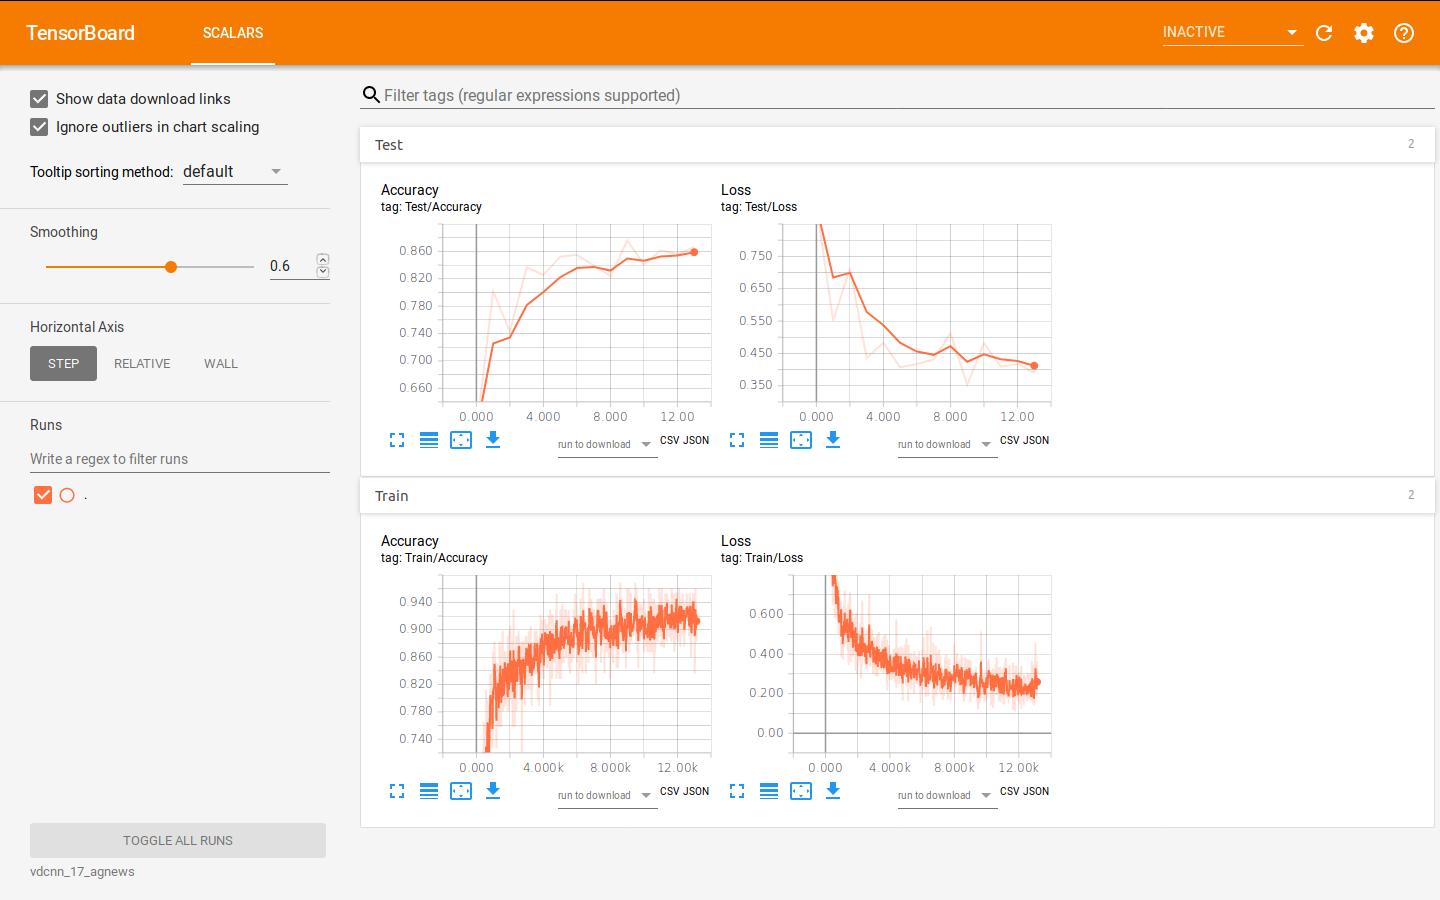 TensorBoard
SCALARS
INACTIVE
Show data download links
Ignore outliers in chart scaling
Tooltip sorting method: default
Smoothing
0.6
Horizontal Axis
STEP RELATIVE WALL
Runs
Write a regex to filter runs
.
TOGGLE ALL RUNS
vdcnn_17_agnews
Filter tags (regular expressions supported)
Test 2
Accuracy
tag: Test/Accuracy
0.860
0.820
0.780
0.740
0.700
0.660
0.000 4.000 8.000 12.00
run to download CSV JSON
Loss
tag: Test/Loss
0.750
0.650
0.550
0.450
0.350
0.000 4.000 8.000 12.00
run to download CSV JSON
Train 2
Accuracy
tag: Train/Accuracy
0.940
0.900
0.860
0.820
0.780
0.740
0.000 4.000k 8.000k 12.00k
run to download CSV JSON
Loss
tag: Train/Loss
0.600
0.400
0.200
0.00
0.000 4.000k 8.000k 12.00k
run to download CSV JSON